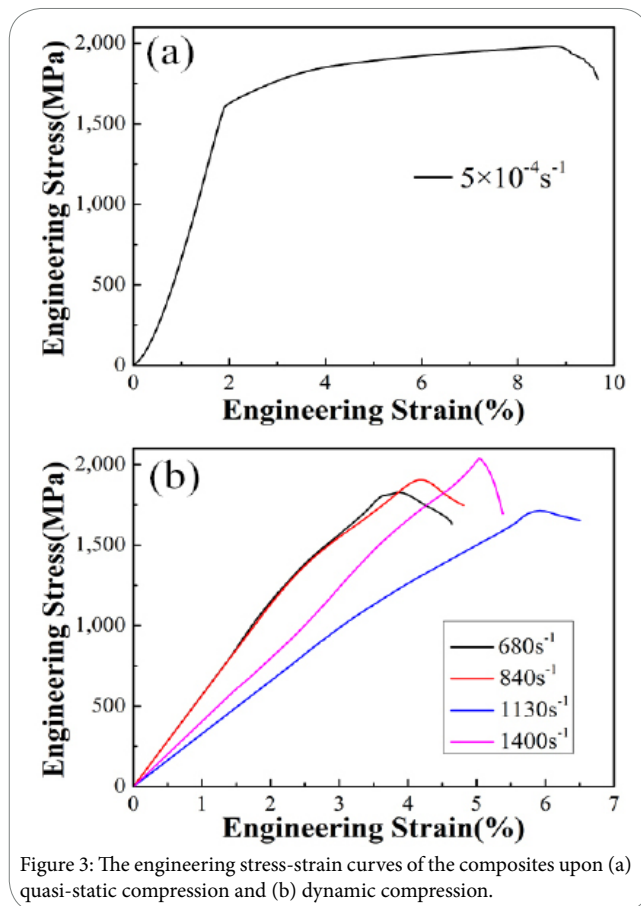 (a)
2,000
1,500
1,000
500
0
Engineering Stress(MPa)
5×10⁻⁴s⁻¹
0 2 4 6 8 10
Engineering Strain(%)
(b)
2,000
1,500
1,000
500
0
Engineering Stress(MPa)
680s⁻¹
840s⁻¹
1130s⁻¹
1400s⁻¹
0 1 2 3 4 5 6 7
Engineering Strain(%)
Figure 3: The engineering stress-strain curves of the composites upon (a)
quasi-static compression and (b) dynamic compression.